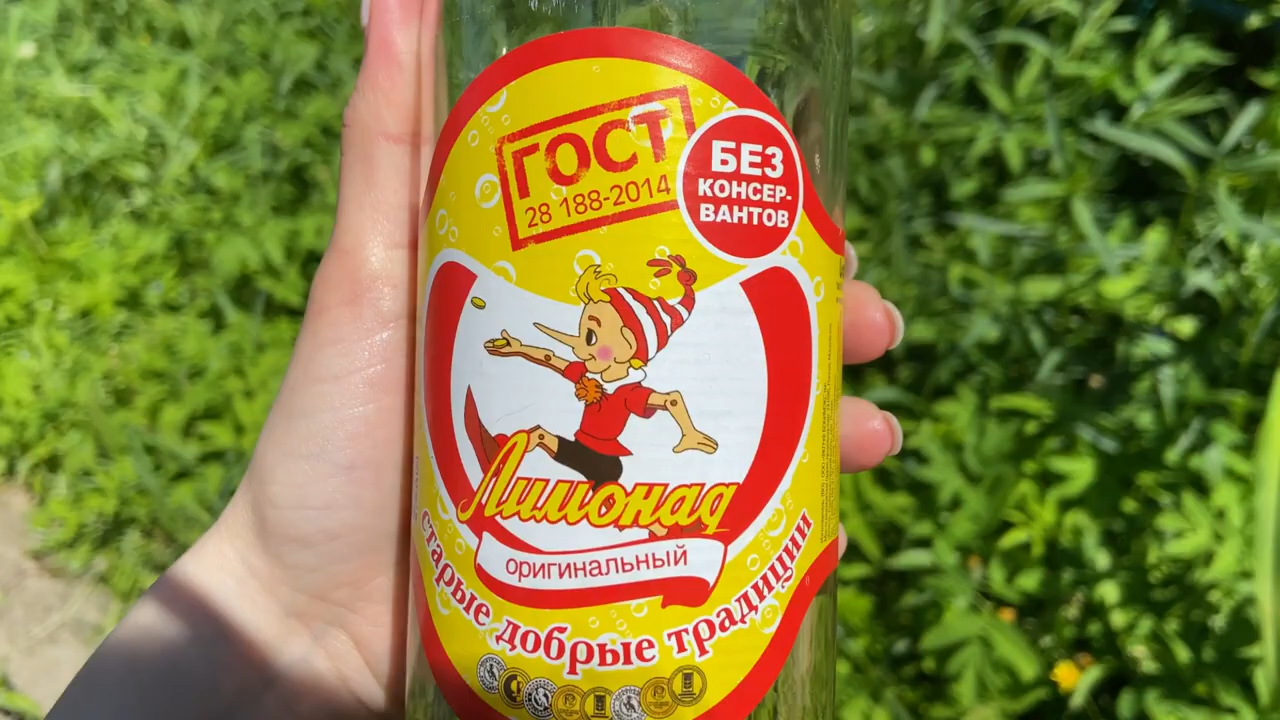 ГОСТ
28 188-2014
БЕЗ
КОНСЕР-
ВАНТОВ
Лимонад
оригинальный
старые добрые традиции